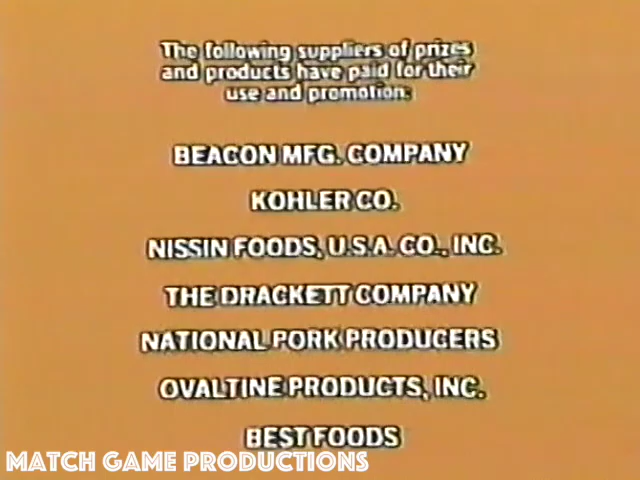 The following suppliers of prizes
and products have paid for their
use and promotion:
BEACON MFG. COMPANY
KOHLER CO.
NISSIN FOODS, U.S.A. CO., INC.
THE DRACKETT COMPANY
NATIONAL PORK PRODUCERS
OVALTINE PRODUCTS, INC.
BEST FOODS
MATCH GAME PRODUCTIONS